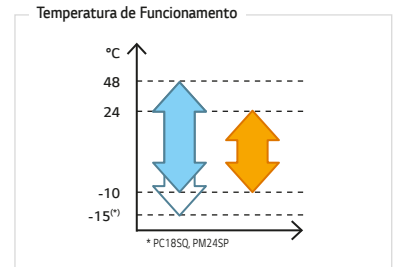 Temperatura de Funcionamento
°C
48
24
-10
-15(*)
* PC18SQ, PM24SP